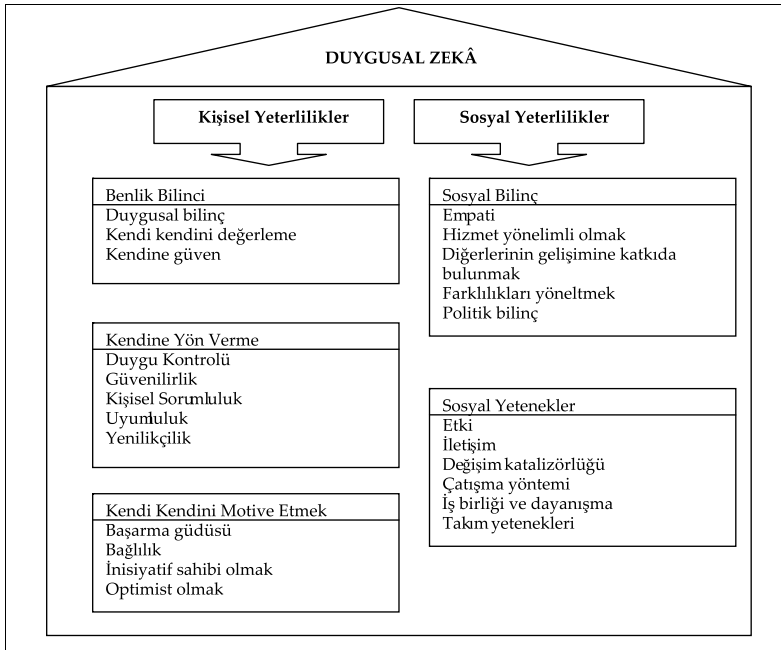 DUYGUSAL ZEKÂ
Kişisel Yeterlilikler
Benlik Bilinci
Duygusal bilinç
Kendi kendini değerleme
Kendine güven
Kendine Yön Verme
Duygu Kontrolü
Güvenilirlik
Kişisel Sorumluluk
Uyumluluk
Yenilikçilik
Kendi Kendini Motive Etmek
Başarma güdüsü
Bağlılık
İnisiyatif sahibi olmak
Optimist olmak
Sosyal Yeterlilikler
Sosyal Bilinç
Empati
Hizmet yönelimli olmak
Diğerlerinin gelişimine katkıda
bulunmak
Farklılıkları yöneltmek
Politik bilinç
Sosyal Yetenekler
Etki
İletişim
Değişim katalizörlüğü
Çatışma yöntemi
İş birliği ve dayanışma
Takım yetenekleri